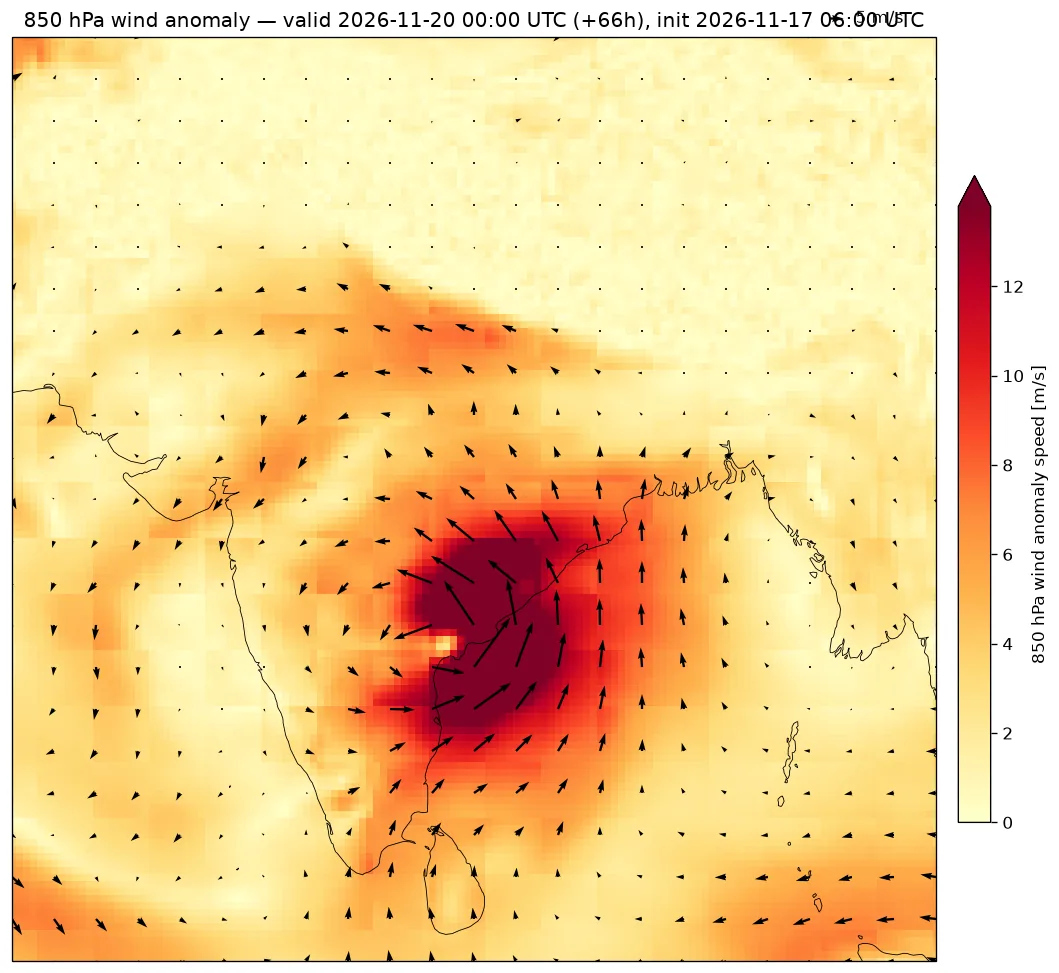 850 hPa wind anomaly — valid 2026-11-20 00:00 UTC (+66h), init 2026-11-17 06:00 UTC
5 m/s
12
10
8
6
4
2
0
850 hPa wind anomaly speed [m/s]